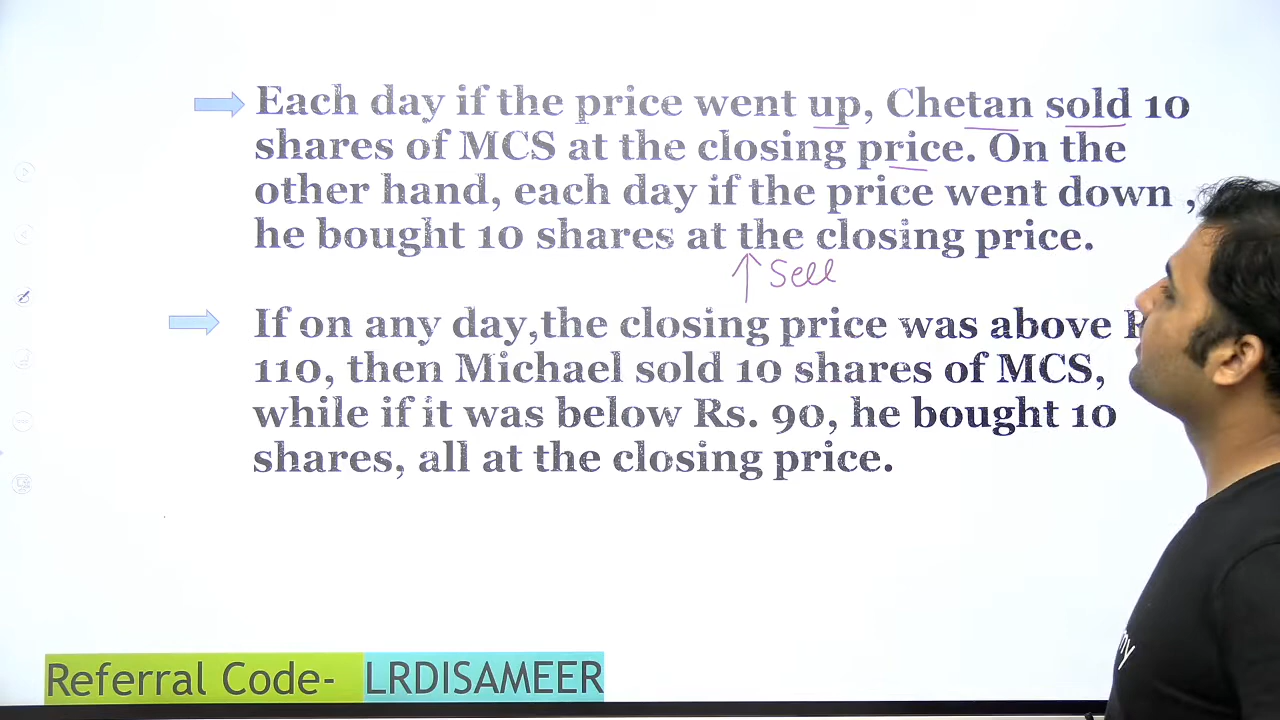 Each day if the price went up, Chetan sold 10
shares of MCS at the closing price. On the
other hand, each day if the price went down ,
he bought 10 shares at the closing price.
↑ Sell
If on any day,the closing price was above
110, then Michael sold 10 shares of MCS,
while if it was below Rs. 90, he bought 10
shares, all at the closing price.
Referral Code- LRDISAMEER